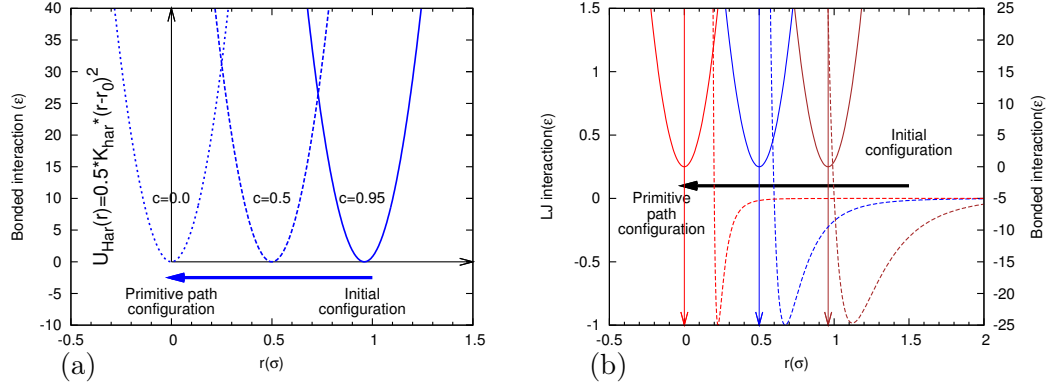 40
35
30
25
20
15
10
5
0
-5
-10
Bonded interaction (ε)
U_Har(r)=0.5*K_har*(r-r_0)^2
c=0.0
c=0.5
c=0.95
Primitive path
configuration
Initial
configuration
-0.5
0
0.5
1
1.5
r(σ)
(a)
1.5
1
0.5
0
-0.5
-1
LJ interaction(ε)
Initial
configuration
Primitive
path
configuration
25
20
15
10
5
0
-5
-10
-15
-20
-25
Bonded interaction(ε)
-0.5
0
0.5
1
1.5
2
r(σ)
(b)